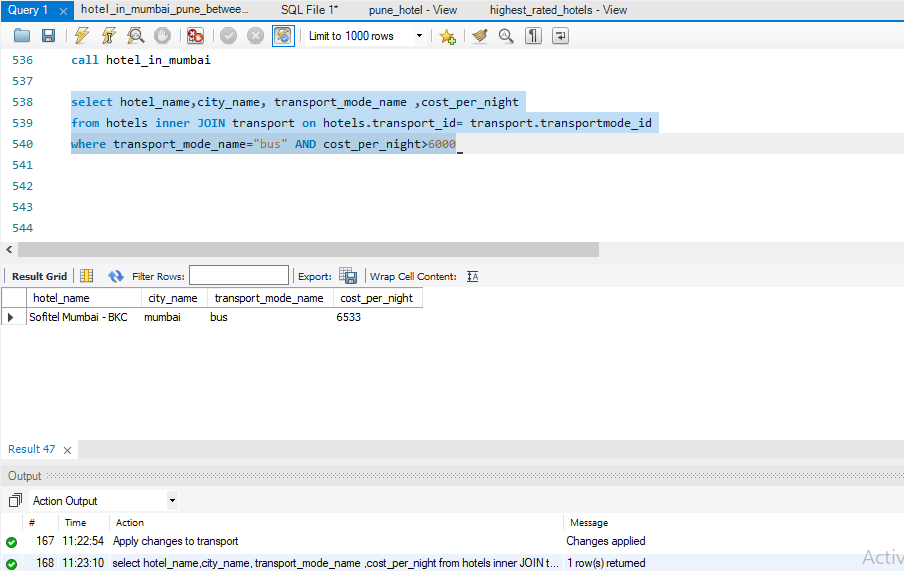 Query 1 × hotel_in_mumbai_pune_betwee... SQL File 1* pune_hotel - View highest_rated_hotels - View
Limit to 1000 rows
536 call hotel_in_mumbai
537
538 select hotel_name,city_name, transport_mode_name ,cost_per_night
539 from hotels inner JOIN transport on hotels.transport_id= transport.transportmode_id
540 where transport_mode_name="bus" AND cost_per_night>6000
541
542
543
544
Result Grid Filter Rows: Export: Wrap Cell Content: IA
hotel_name city_name transport_mode_name cost_per_night
Sofitel Mumbai - BKC mumbai bus 6533
Result 47 ×
Output
Action Output
# Time Action Message
167 11:22:54 Apply changes to transport Changes applied
Activ
168 11:23:10 select hotel_name,city_name, transport_mode_name ,cost_per_night from hotels inner JOIN t... 1 row(s) returned